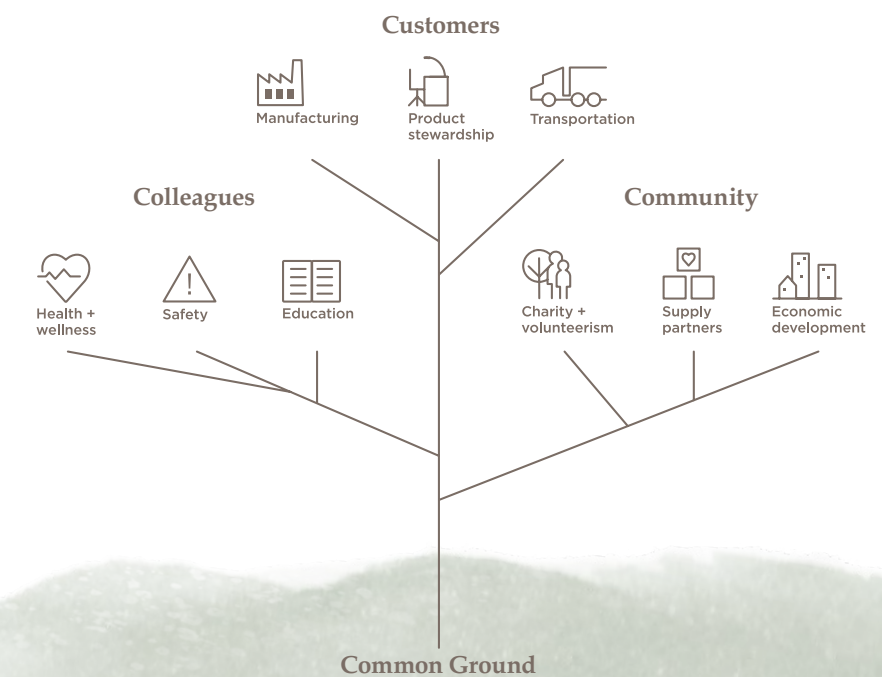 Customers
Manufacturing
Product
stewardship
Transportation
Colleagues
Health +
wellness
Safety
Education
Community
Charity +
volunteerism
Supply
partners
Economic
development
Common Ground